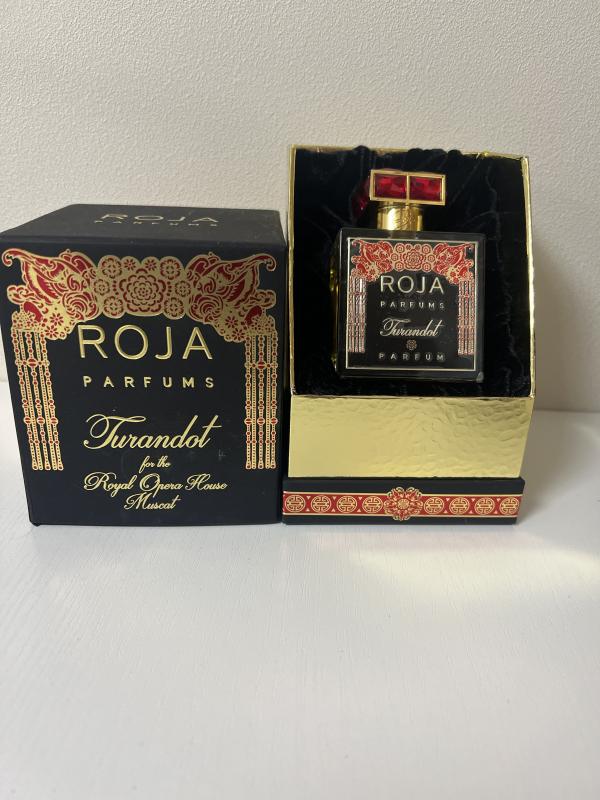 ROJA
PARFUMS
ROJA
PARFUMS
Turandot
for the
Royal Opera House
Muscat
ROJA
PARFUMS
Turandot
PARFUM